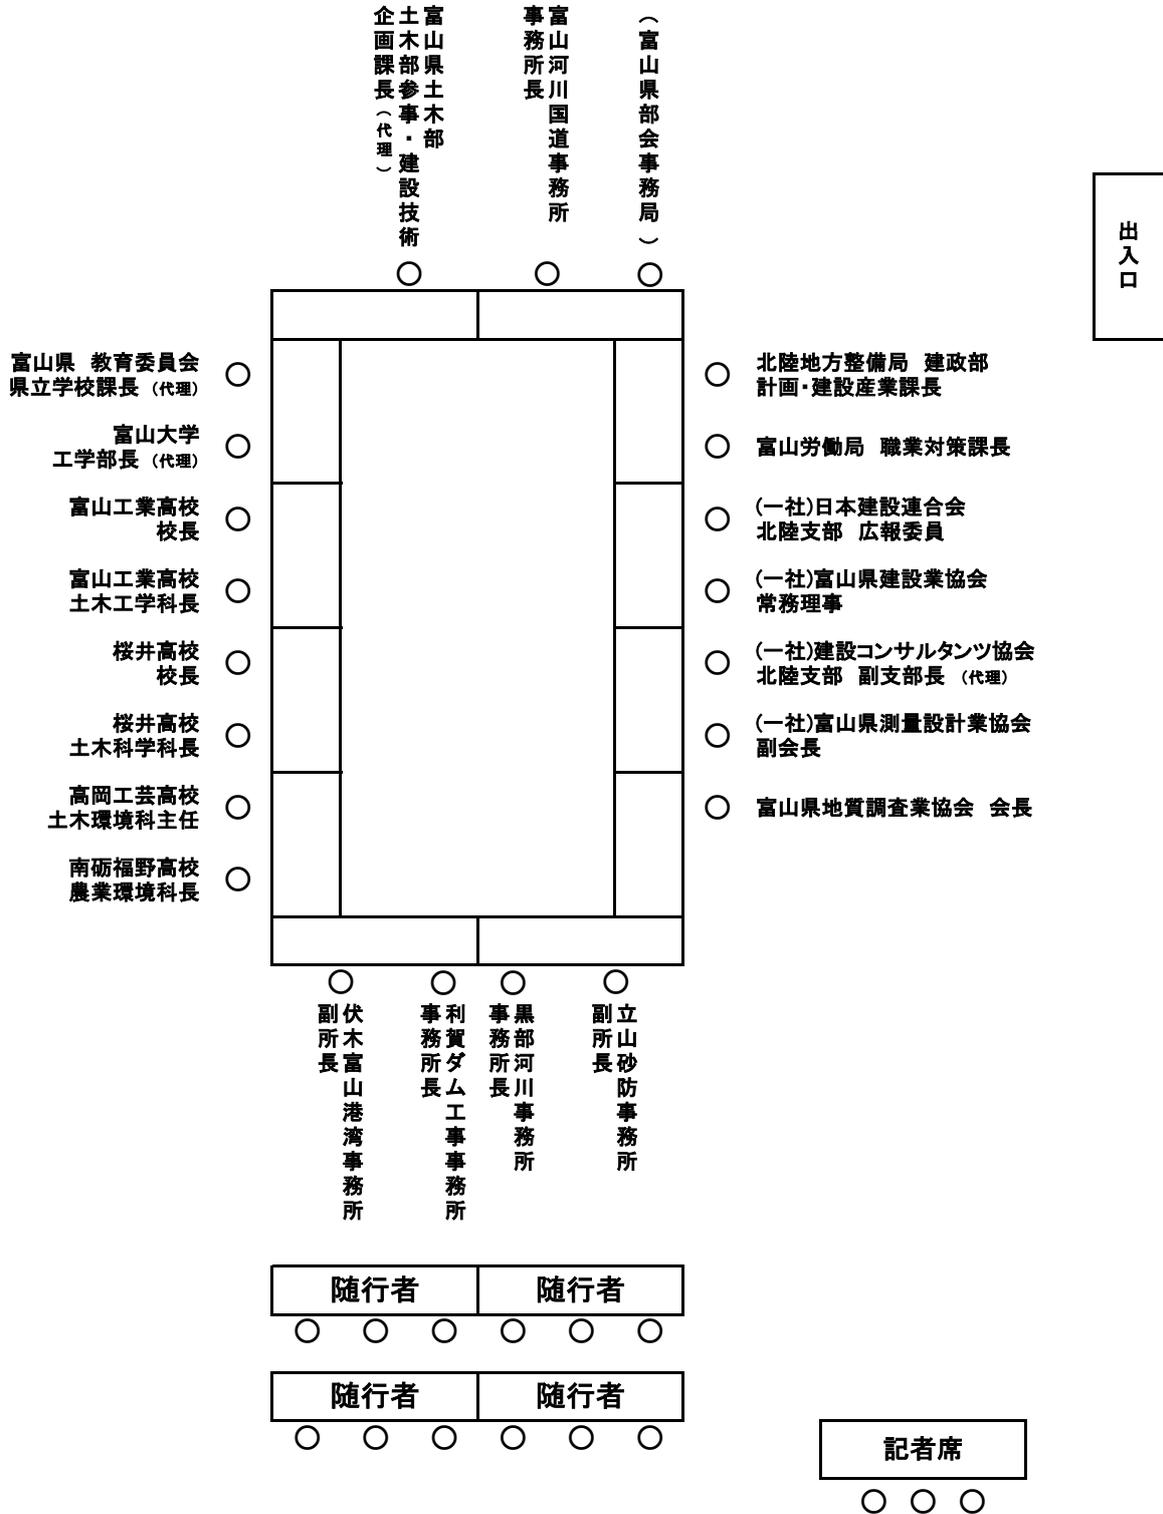 （富山県部会事務局）
富山河川国道事務所
事務所長
富山県土木部
土木部参事・建設技術
企画課長（代理）
出入口
富山県　教育委員会
県立学校課長（代理）
富山大学
工学部長（代理）
富山工業高校
校長
富山工業高校
土木工学科長
桜井高校
校長
桜井高校
土木科学科長
高岡工芸高校
土木環境科主任
南砺福野高校
農業環境科長
北陸地方整備局　建政部
計画・建設産業課長
富山労働局　職業対策課長
(一社)日本建設連合会
北陸支部　広報委員
(一社)富山県建設業協会
常務理事
(一社)建設コンサルタンツ協会
北陸支部　副支部長（代理）
(一社)富山県測量設計業協会
副会長
富山県地質調査業協会　会長
立山砂防事務所
副所長
黒部河川事務所
事務所長
利賀ダム工事事務所
事務所長
伏木富山港湾事務所
副所長
随行者
随行者
随行者
随行者
記者席